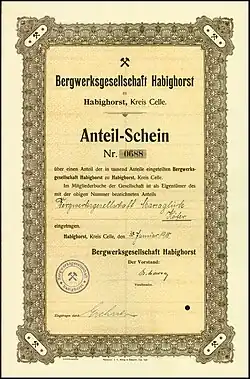 Bergwerksgesellschaft Habighorst
zu
Habighorst, Kreis Celle.
Anteil-Schein
Nr. 0688
über einen Anteil der in tausend Anteile eingeteilten Bergwerks-
gesellschaft Habighorst zu Habighorst, Kreis Celle.
Im Mitgliederbuche der Gesellschaft ist als Eigentümer des
mit der obigen Nummer bezeichneten Anteils
eingetragen.
Habighorst, Kreis Celle, den
Bergwerksgesellschaft Habighorst
Der Vorstand:
Vorsitzender.
Eingetragen durch: